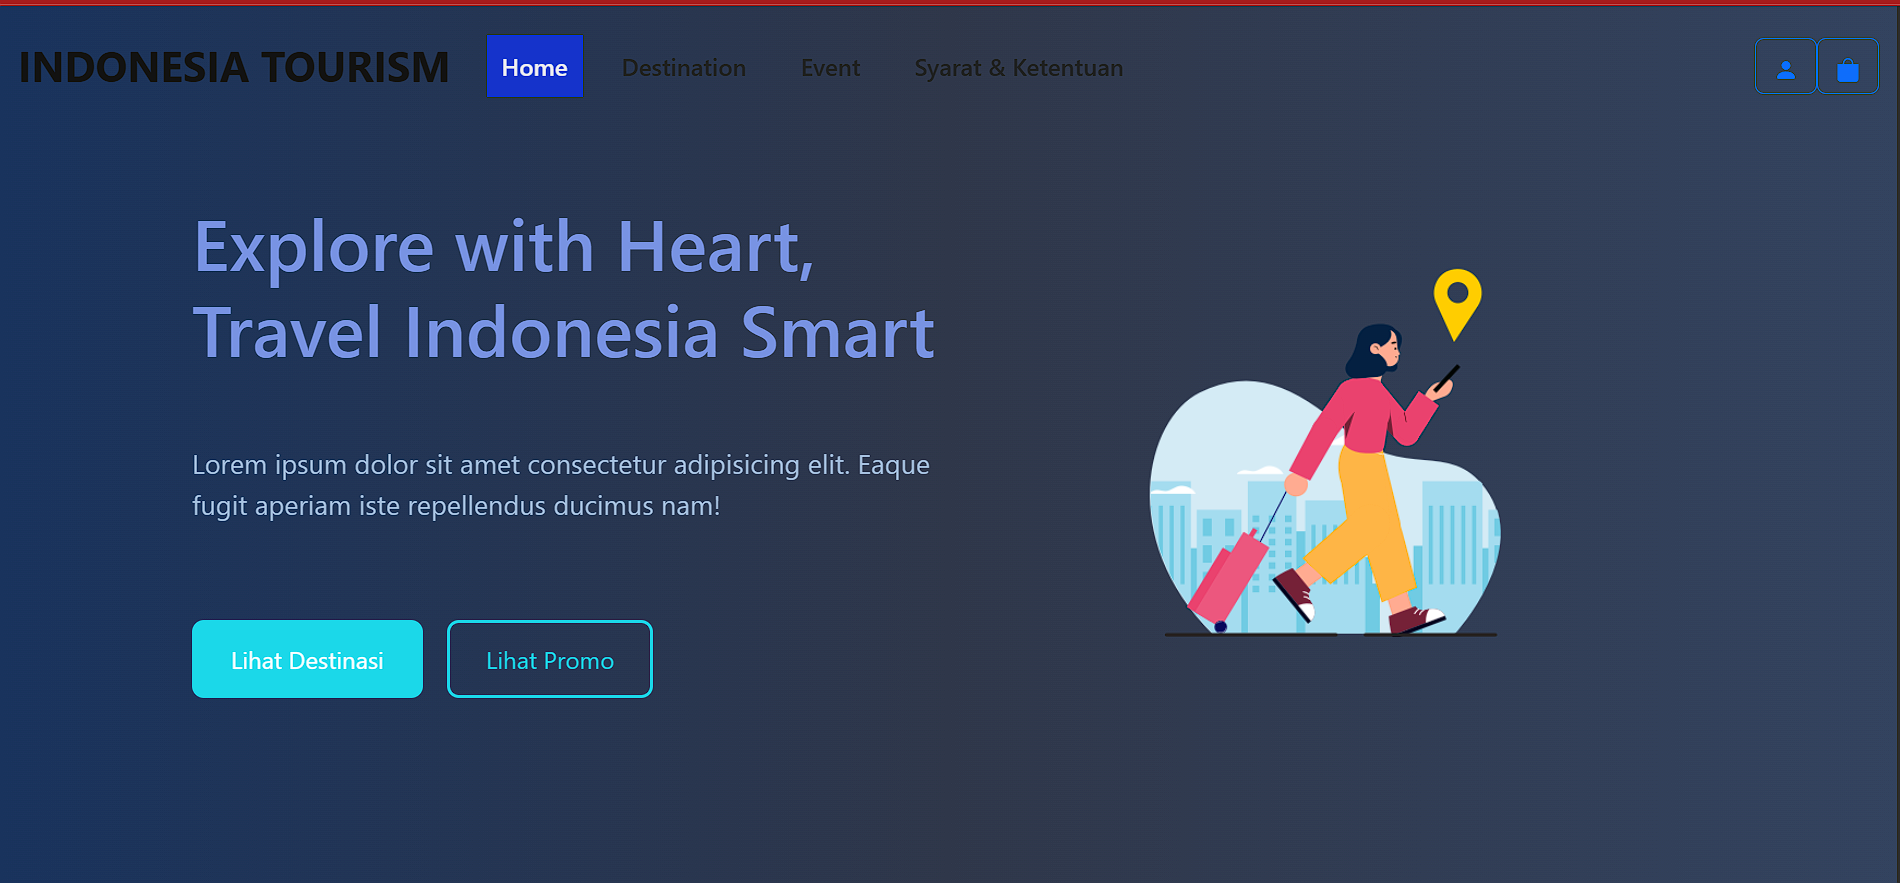 INDONESIA TOURISM
Home
Destination
Event
Syarat & Ketentuan
Explore with Heart,
Travel Indonesia Smart
Lorem ipsum dolor sit amet consectetur adipisicing elit. Eaque
fugit aperiam iste repellendus ducimus nam!
Lihat Destinasi
Lihat Promo